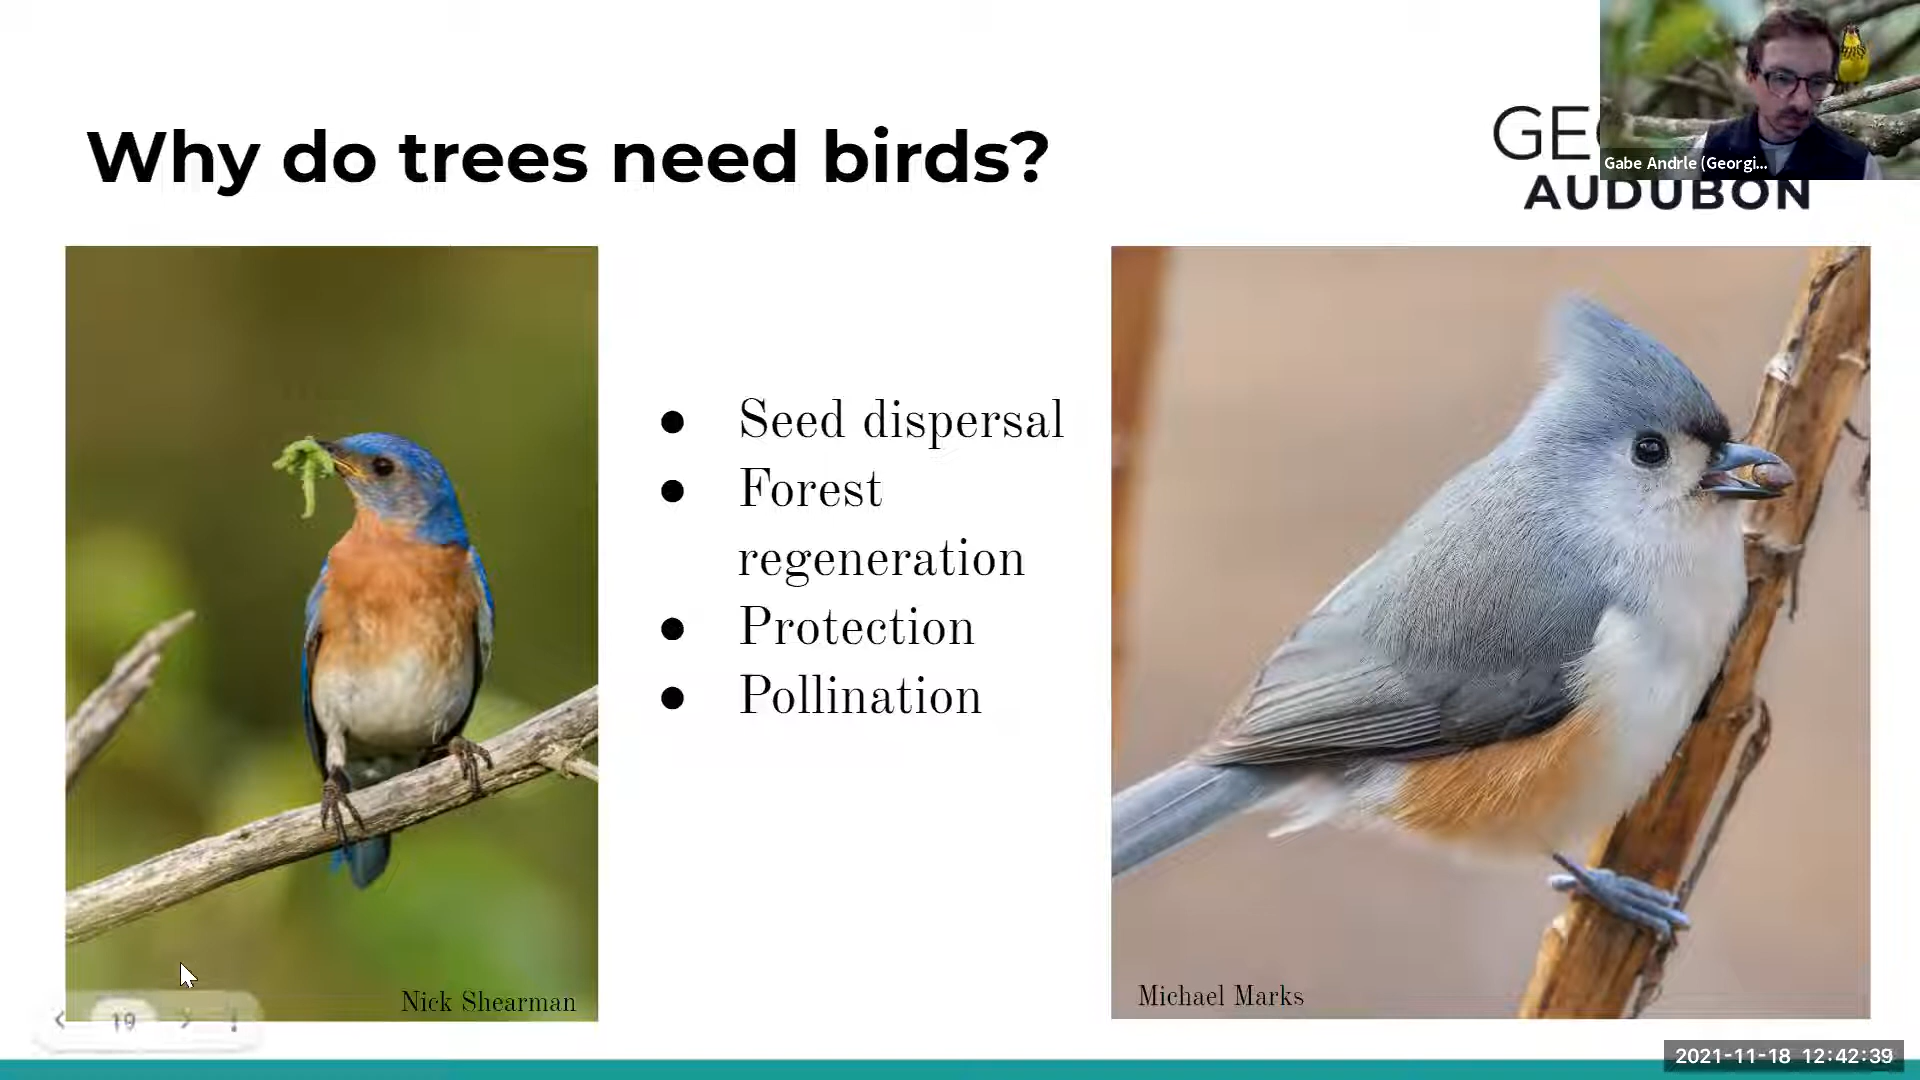 Why do trees need birds?
GE
AUDUBON
Gabe Andrle (Georgi...
● Seed dispersal
● Forest
regeneration
● Protection
● Pollination
Nick Shearman
Michael Marks
19
2021-11-18 12:42:39